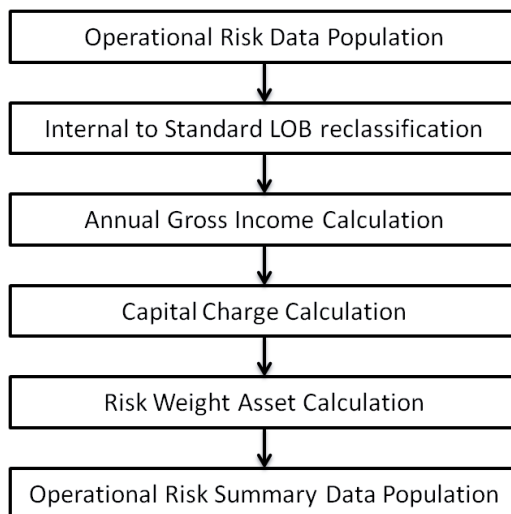 Operational Risk Data Population
Internal to Standard LOB reclassification
Annual Gross Income Calculation
Capital Charge Calculation
Risk Weight Asset Calculation
Operational Risk Summary Data Population